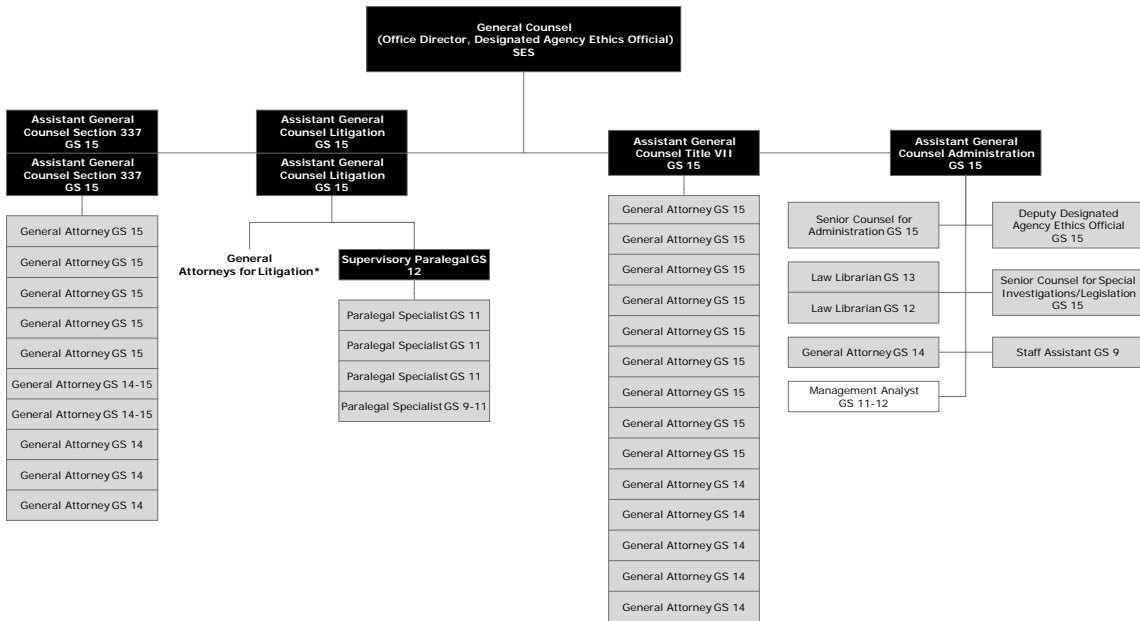 General Counsel
(Office Director, Designated Agency Ethics Official)
SES
Assistant General
Counsel Section 337
GS 15
Assistant General
Counsel Section 337
GS 15
General Attorney GS 15
General Attorney GS 15
General Attorney GS 15
General Attorney GS 15
General Attorney GS 15
General Attorney GS 14-15
General Attorney GS 14-15
General Attorney GS 14
General Attorney GS 14
General Attorney GS 14
Assistant General
Counsel Litigation
GS 15
Assistant General
Counsel Litigation
GS 15
General
Attorneys for Litigation*
Supervisory Paralegal GS
12
Paralegal Specialist GS 11
Paralegal Specialist GS 11
Paralegal Specialist GS 11
Paralegal Specialist GS 9-11
Assistant General
Counsel Title VII
GS 15
General Attorney GS 15
General Attorney GS 15
General Attorney GS 15
General Attorney GS 15
General Attorney GS 15
General Attorney GS 15
General Attorney GS 15
General Attorney GS 15
General Attorney GS 15
General Attorney GS 14
General Attorney GS 14
General Attorney GS 14
General Attorney GS 14
General Attorney GS 14
Assistant General
Counsel Administration
GS 15
Senior Counsel for
Administration GS 15
Deputy Designated
Agency Ethics Official
GS 15
Law Librarian GS 13
Law Librarian GS 12
Senior Counsel for Special
Investigations/Legislation
GS 15
General Attorney GS 14
Staff Assistant GS 9
Management Analyst
GS 11-12